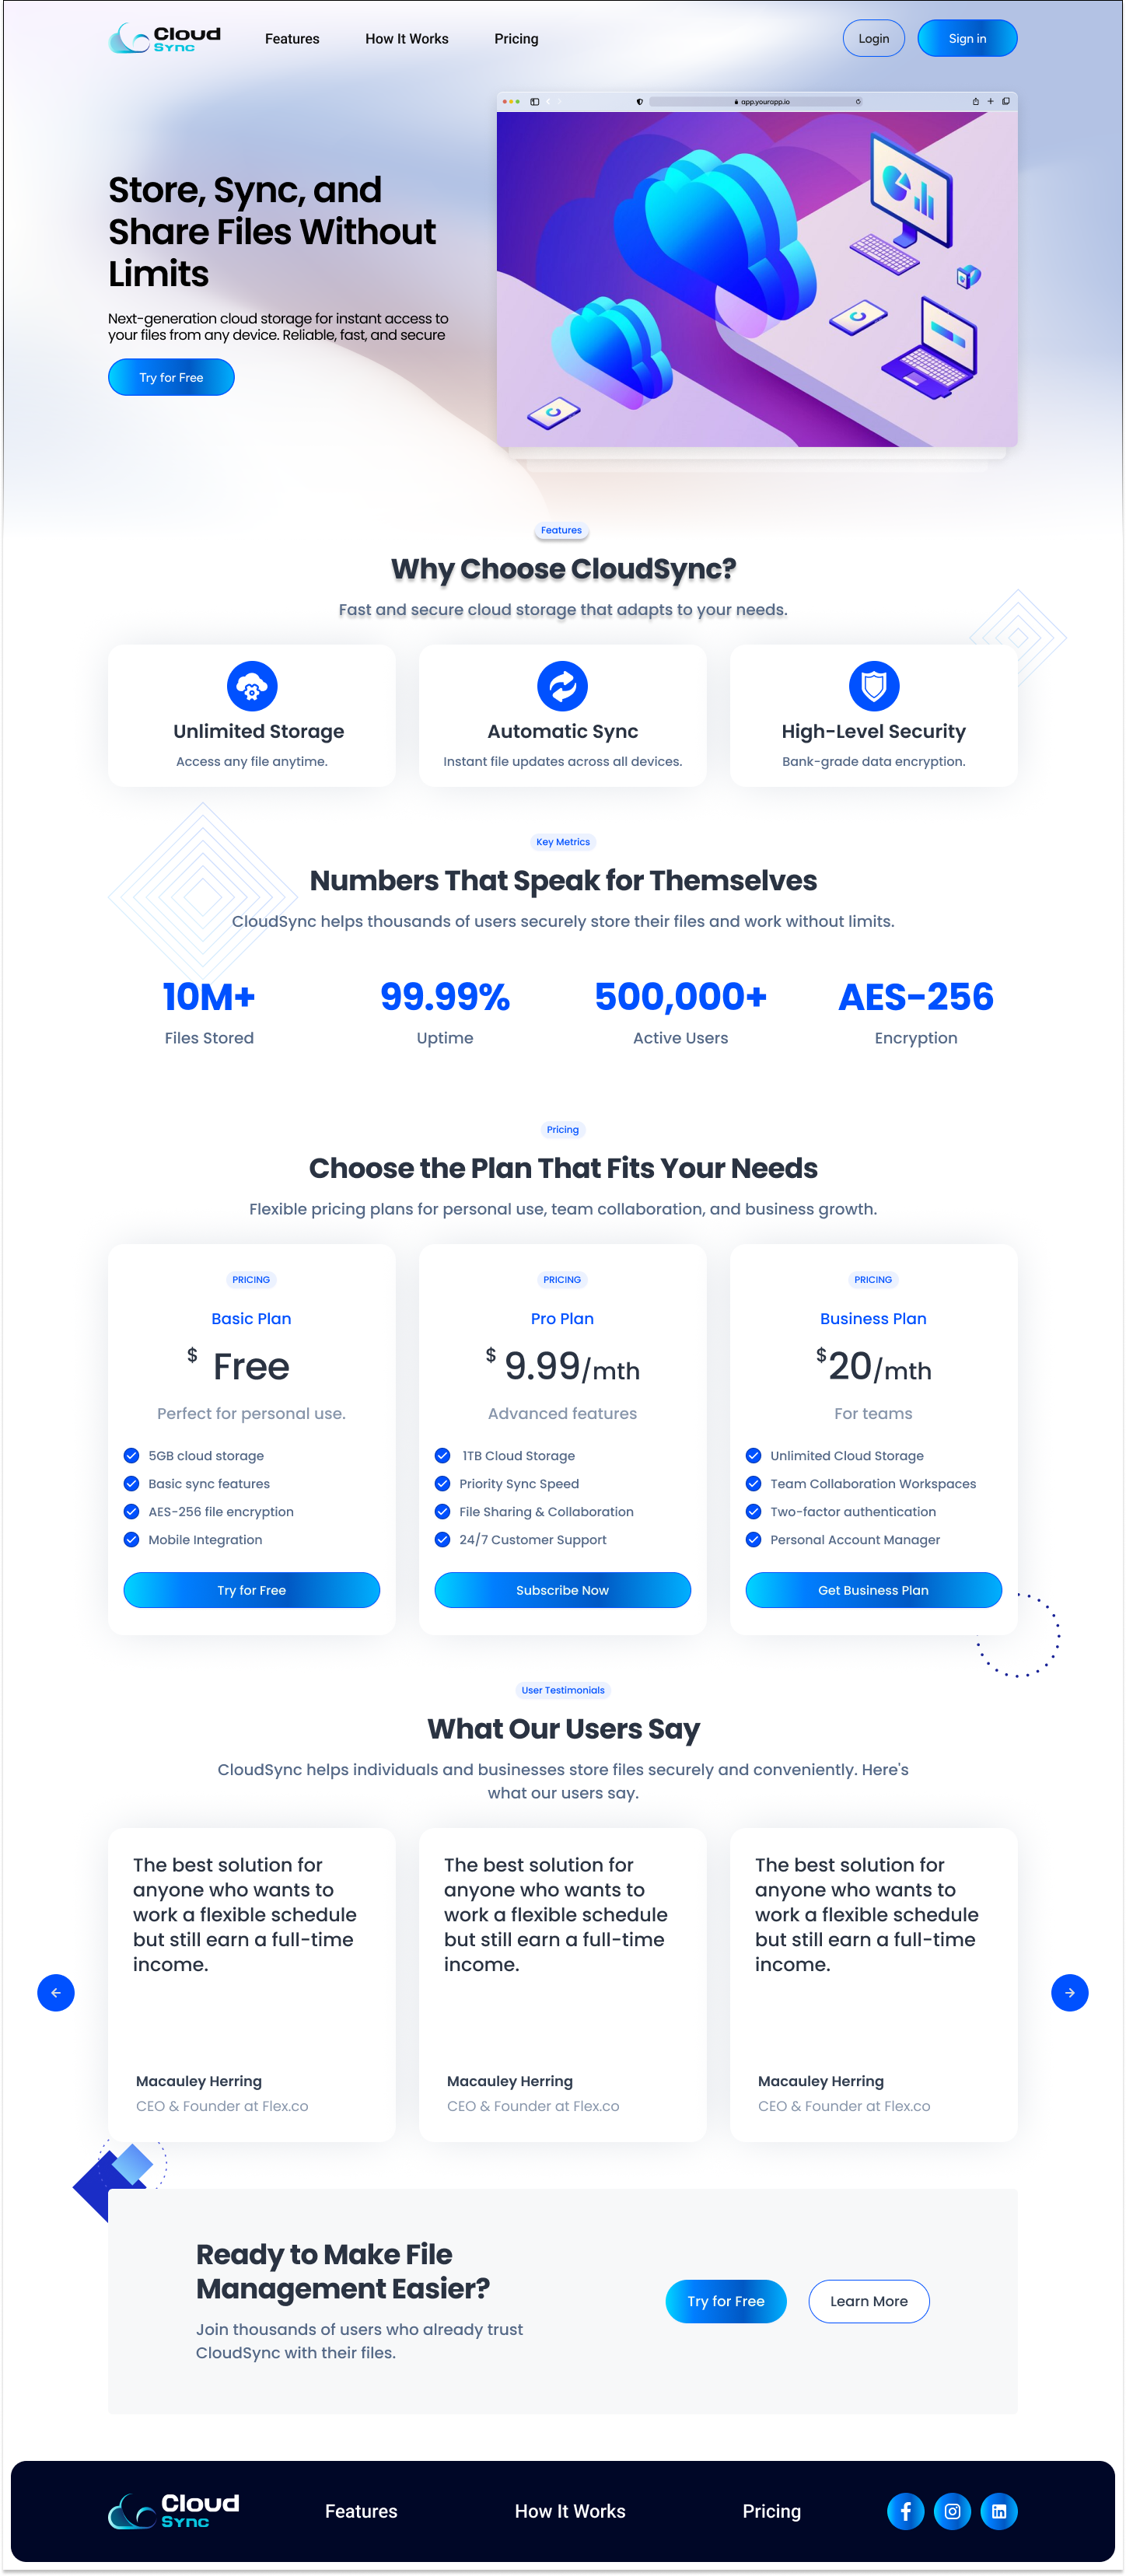 Cloud
Sync
Features
How It Works
Pricing
Login
Sign in
app.yourapp.io
Store, Sync, and
Share Files Without
Limits
Next-generation cloud storage for instant access to
your files from any device. Reliable, fast, and secure
Try for Free
Features
Why Choose CloudSync?
Fast and secure cloud storage that adapts to your needs.
Unlimited Storage
Access any file anytime.
Automatic Sync
Instant file updates across all devices.
High-Level Security
Bank-grade data encryption.
Key Metrics
Numbers That Speak for Themselves
CloudSync helps thousands of users securely store their files and work without limits.
10M+
Files Stored
99.99%
Uptime
500,000+
Active Users
AES-256
Encryption
Pricing
Choose the Plan That Fits Your Needs
Flexible pricing plans for personal use, team collaboration, and business growth.
PRICING
Basic Plan
$ Free
Perfect for personal use.
5GB cloud storage
Basic sync features
AES-256 file encryption
Mobile Integration
Try for Free
PRICING
Pro Plan
$ 9.99/mth
Advanced features
1TB Cloud Storage
Priority Sync Speed
File Sharing & Collaboration
24/7 Customer Support
Subscribe Now
PRICING
Business Plan
$20/mth
For teams
Unlimited Cloud Storage
Team Collaboration Workspaces
Two-factor authentication
Personal Account Manager
Get Business Plan
User Testimonials
What Our Users Say
CloudSync helps individuals and businesses store files securely and conveniently. Here's
what our users say.
The best solution for
anyone who wants to
work a flexible schedule
but still earn a full-time
income.
Macauley Herring
CEO & Founder at Flex.co
The best solution for
anyone who wants to
work a flexible schedule
but still earn a full-time
income.
Macauley Herring
CEO & Founder at Flex.co
The best solution for
anyone who wants to
work a flexible schedule
but still earn a full-time
income.
Macauley Herring
CEO & Founder at Flex.co
Ready to Make File
Management Easier?
Join thousands of users who already trust
CloudSync with their files.
Try for Free
Learn More
Cloud
Sync
Features
How It Works
Pricing